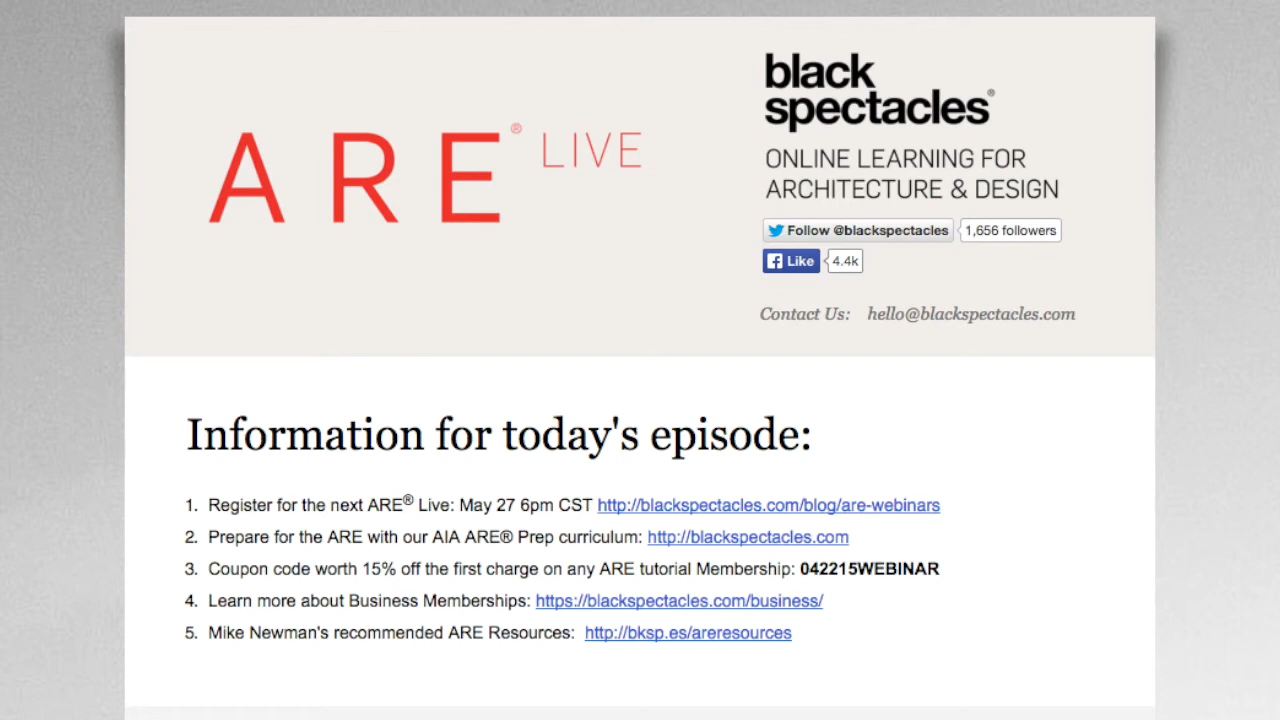 ARE® LIVE
black
spectacles®
ONLINE LEARNING FOR
ARCHITECTURE & DESIGN
Follow @blackspectacles 1,656 followers
Like 4.4k
Contact Us: hello@blackspectacles.com
Information for today's episode:
1. Register for the next ARE® Live: May 27 6pm CST http://blackspectacles.com/blog/are-webinars
2. Prepare for the ARE with our AIA ARE® Prep curriculum: http://blackspectacles.com
3. Coupon code worth 15% off the first charge on any ARE tutorial Membership: 042215WEBINAR
4. Learn more about Business Memberships: https://blackspectacles.com/business/
5. Mike Newman's recommended ARE Resources: http://bksp.es/areresources